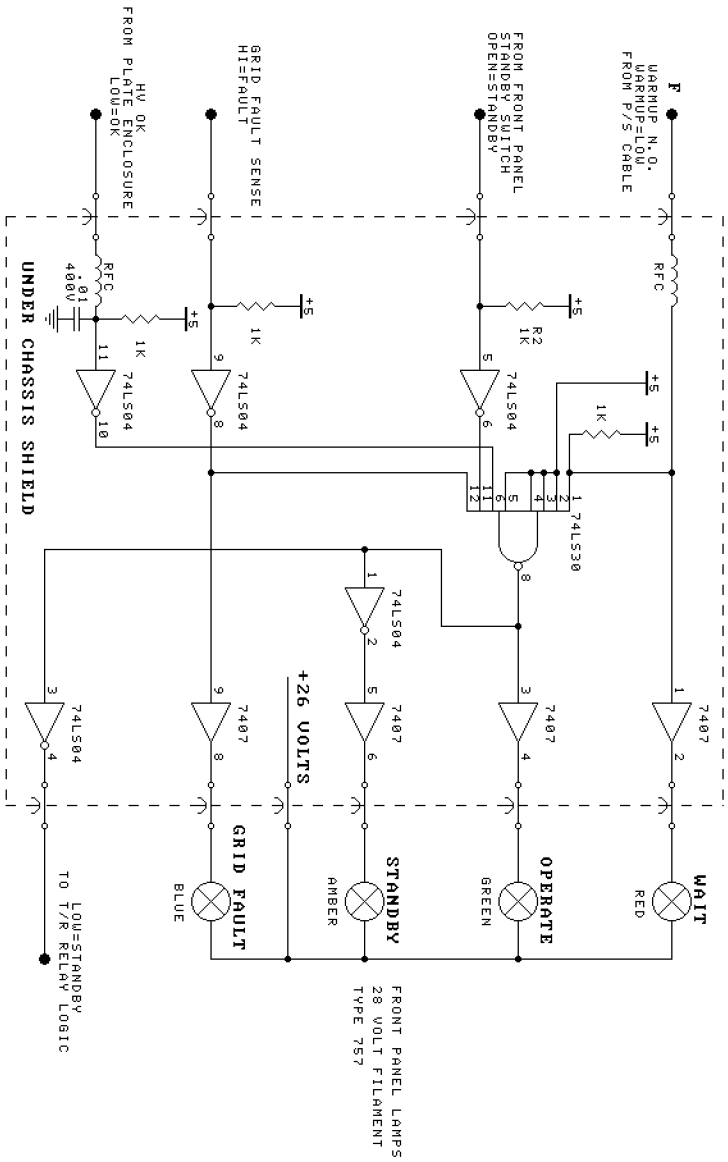 WARMUP N.O.
WARMUP=LOW
FROM P/S CABLE
F
RFC
+5
+5
1K
1
2
3
4
5
6
11
12
74LS30
8
7407
1
2
WAIT
RED
FROM FRONT PANEL
STANDBY SWITCH
OPEN=STANDBY
+5
R2
1K
74LS04
5
6
7407
3
4
OPERATE
GREEN
74LS04
1
2
7407
5
6
STANDBY
AMBER
FRONT PANEL LAMPS
28 VOLT FILAMENT
TYPE 757
+26 VOLTS
GRID FAULT SENSE
HI=FAULT
+5
1K
74LS04
9
8
7407
9
8
GRID FAULT
BLUE
HV OK
FROM PLATE ENCLOSURE
LOW=OK
RFC
.01
400V
+5
1K
74LS04
11
10
74LS04
3
4
LOW=STANDBY
TO T/R RELAY LOGIC
UNDER CHASSIS SHIELD